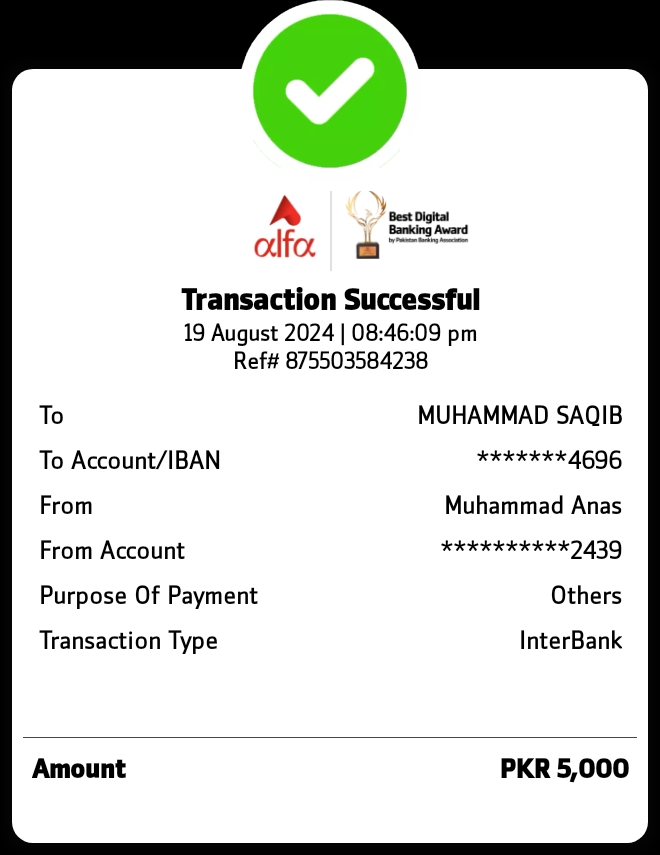 alfa
Best Digital
Banking Award
by Pakistan Banking Association
Transaction Successful
19 August 2024 | 08:46:09 pm
Ref# 875503584238
To MUHAMMAD SAQIB
To Account/IBAN *******4696
From Muhammad Anas
From Account **********2439
Purpose Of Payment Others
Transaction Type InterBank
Amount PKR 5,000